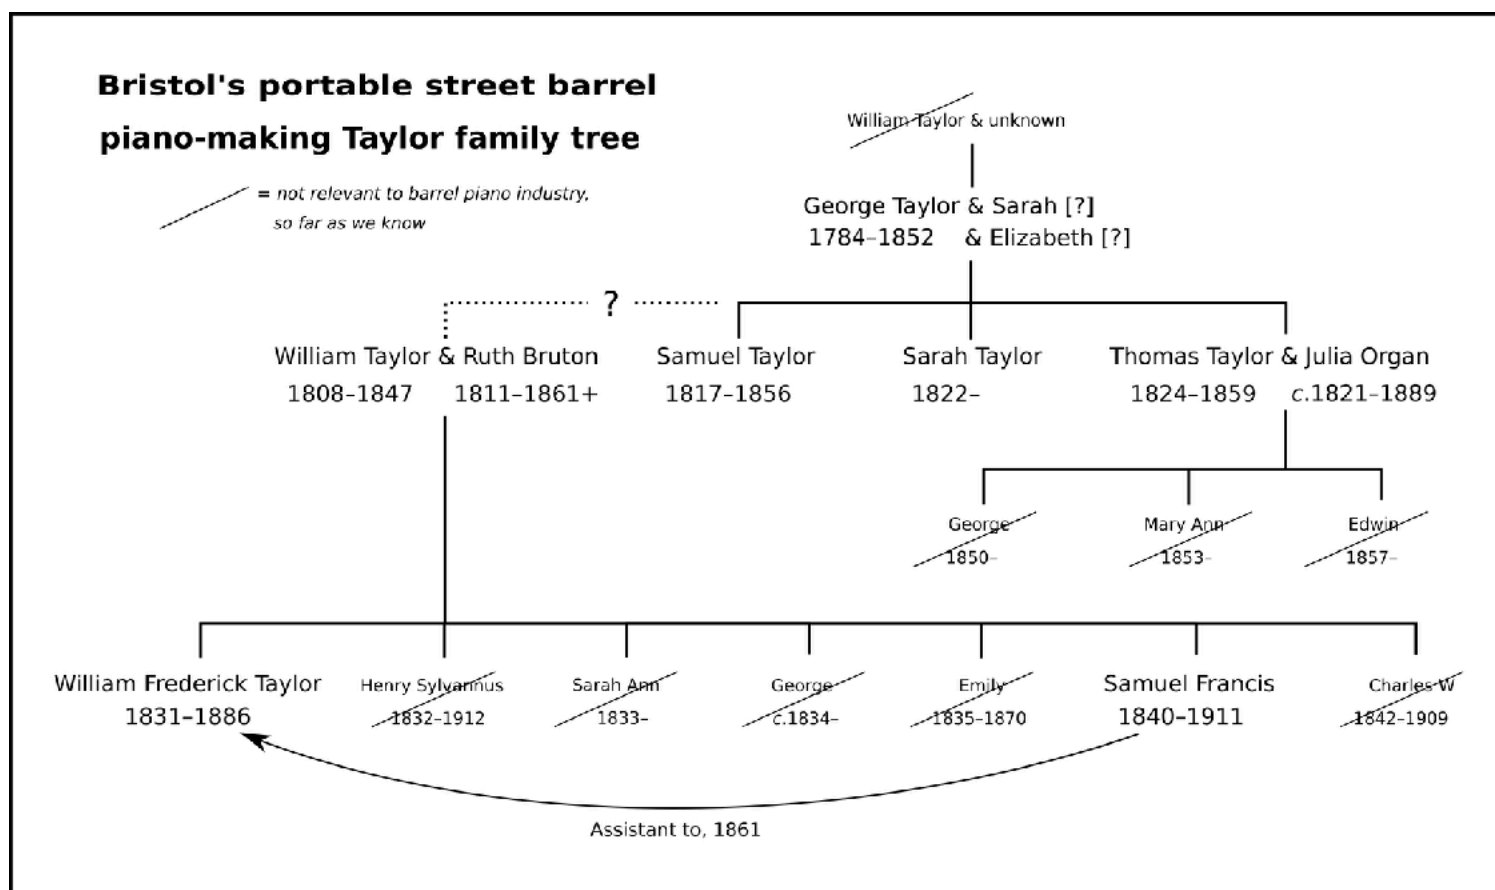 Bristol's portable street barrel
piano-making Taylor family tree
= not relevant to barrel piano industry,
so far as we know
William Taylor & unknown
George Taylor & Sarah [?]
1784–1852 & Elizabeth [?]
?
William Taylor & Ruth Bruton
1808–1847 1811–1861+
Samuel Taylor
1817–1856
Sarah Taylor
1822–
Thomas Taylor & Julia Organ
1824–1859 c.1821–1889
George
1850–
Mary Ann
1853–
Edwin
1857–
William Frederick Taylor
1831–1886
Henry Sylvannus
1832–1912
Sarah Ann
1833–
George
c.1834–
Emily
1835–1870
Samuel Francis
1840–1911
Charles W
1842–1909
Assistant to, 1861